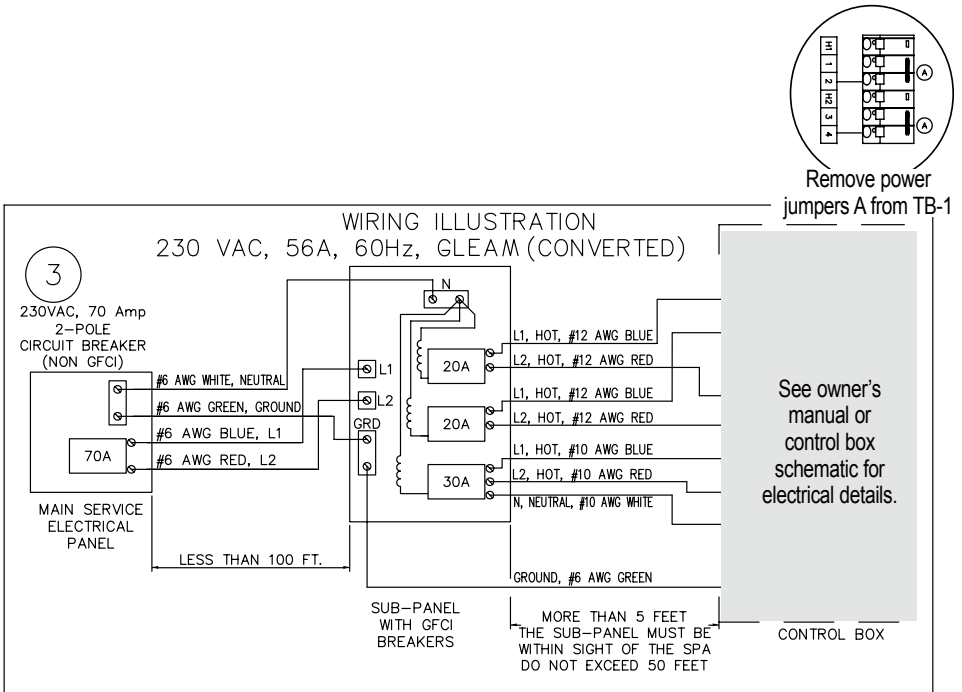 H1
1
2
H2
3
4
A
A
Remove power
jumpers A from TB-1
WIRING ILLUSTRATION
230 VAC, 56A, 60Hz, GLEAM (CONVERTED)
3
230VAC, 70 Amp
2-POLE
CIRCUIT BREAKER
(NON GFCI)
#6 AWG WHITE, NEUTRAL
#6 AWG GREEN, GROUND
#6 AWG BLUE, L1
#6 AWG RED, L2
70A
MAIN SERVICE
ELECTRICAL
PANEL
LESS THAN 100 FT.
N
L1
L2
GRD
20A
20A
30A
L1, HOT, #12 AWG BLUE
L2, HOT, #12 AWG RED
L1, HOT, #12 AWG BLUE
L2, HOT, #12 AWG RED
L1, HOT, #10 AWG BLUE
L2, HOT, #10 AWG RED
N, NEUTRAL, #10 AWG WHITE
GROUND, #6 AWG GREEN
SUB-PANEL
WITH GFCI
BREAKERS
MORE THAN 5 FEET
THE SUB-PANEL MUST BE
WITHIN SIGHT OF THE SPA
DO NOT EXCEED 50 FEET
See owner's
manual or
control box
schematic for
electrical details.
CONTROL BOX